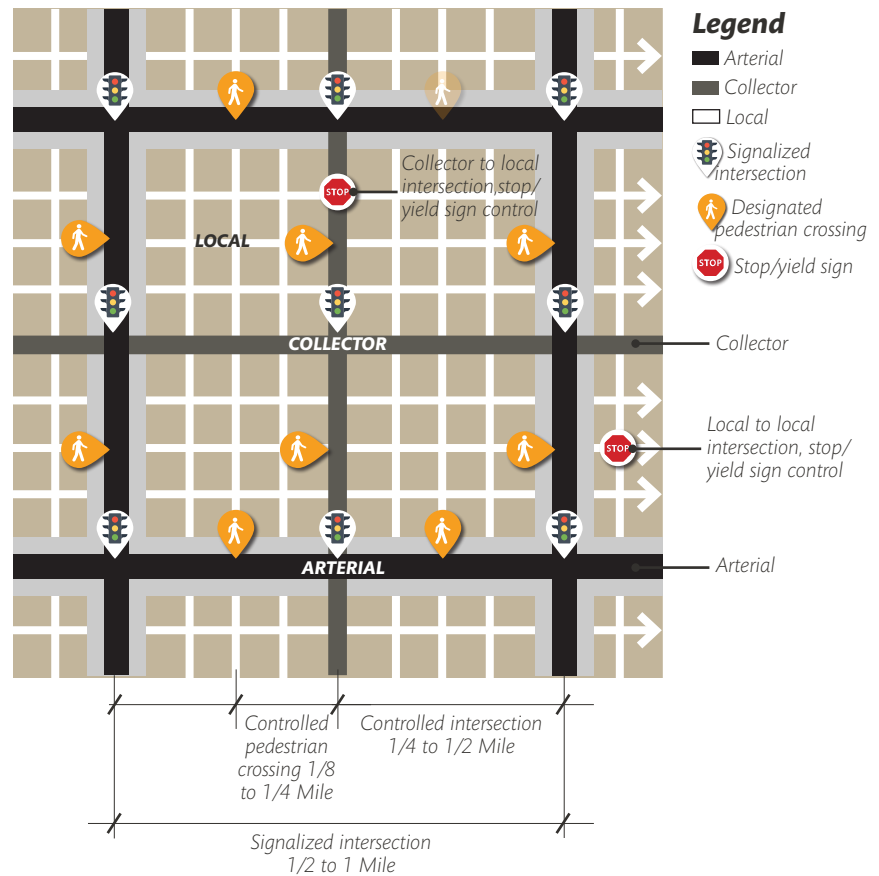 Legend
Arterial
Collector
Local
Signalized
intersection
Designated
pedestrian crossing
STOP
Stop/yield sign
STOP
Collector to local
intersection,stop/
yield sign control
LOCAL
COLLECTOR
Collector
STOP
Local to local
intersection, stop/
yield sign control
ARTERIAL
Arterial
Controlled
pedestrian
crossing 1/8
to 1/4 Mile
Controlled intersection
1/4 to 1/2 Mile
Signalized intersection
1/2 to 1 Mile